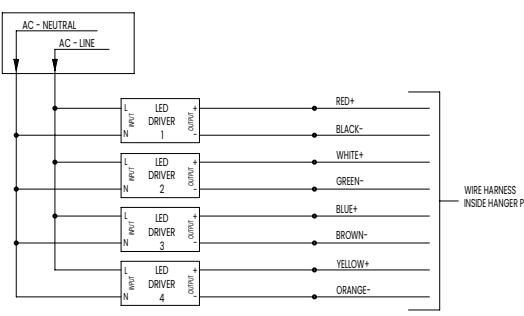 AC - NEUTRAL
AC - LINE
L
INPUT
N
LED
DRIVER
1
+
OUTPUT
-
RED+
BLACK-
L
INPUT
N
LED
DRIVER
2
+
OUTPUT
-
WHITE+
GREEN-
L
INPUT
N
LED
DRIVER
3
+
OUTPUT
-
BLUE+
BROWN-
L
INPUT
N
LED
DRIVER
4
+
OUTPUT
-
YELLOW+
ORANGE-
WIRE HARNESS
INSIDE HANGER P